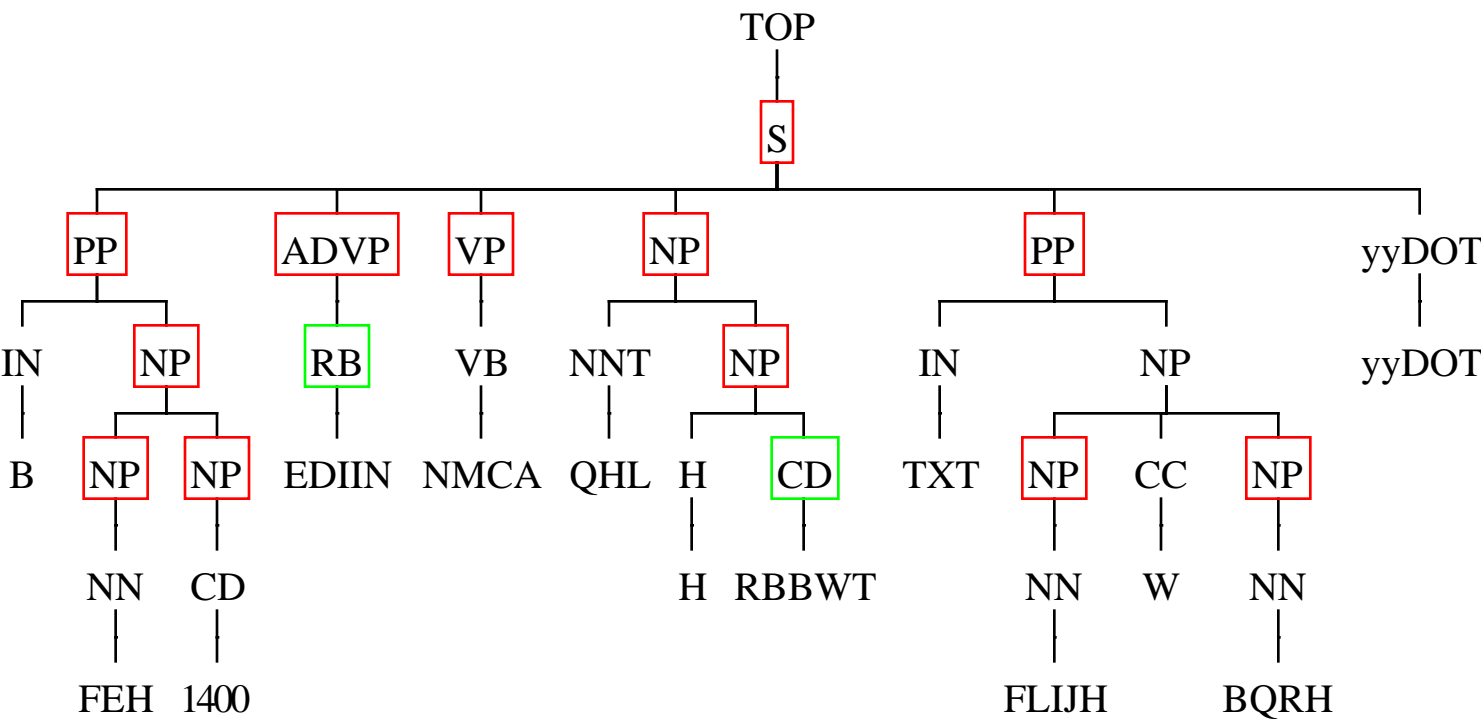 TOP
S
PP ADVP VP NP PP yyDOT
IN NP RB VB NNT NP IN NP yyDOT
B NP NP EDIIN NMCA QHL H CD TXT NP CC NP
NN CD H RBBWT NN W NN
FEH 1400 FLIJH BQRH